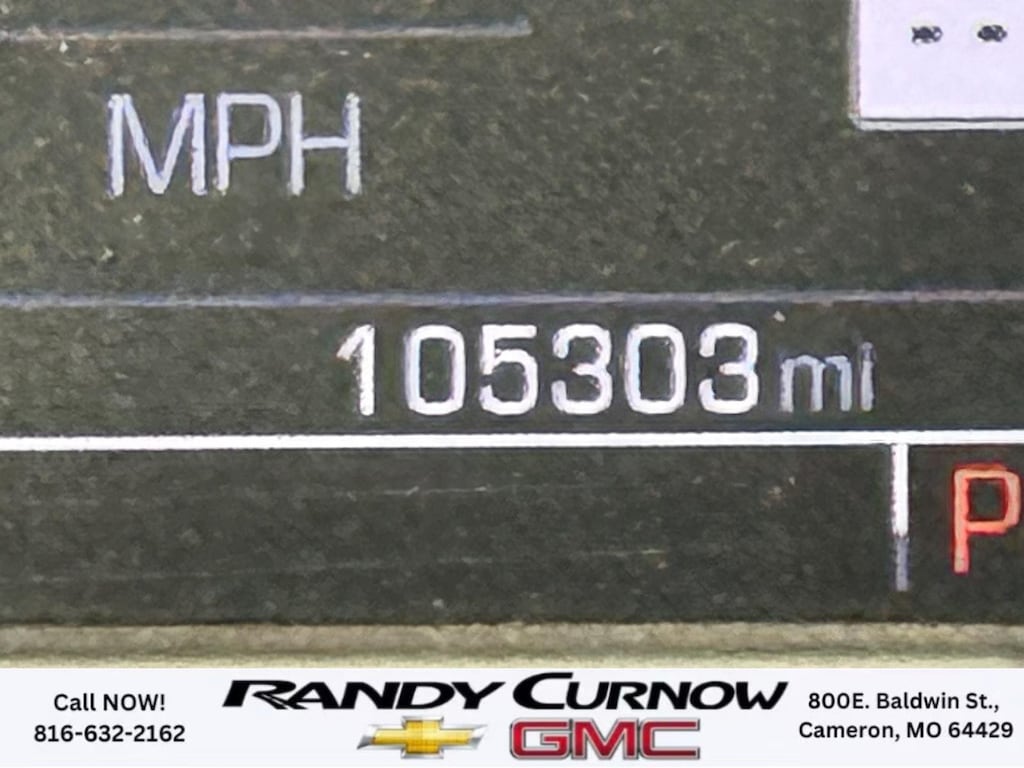 MPH
105303 mi
P
Call NOW!
816-632-2162
RANDY CURNOW
GMC
800E. Baldwin St.,
Cameron, MO 64429